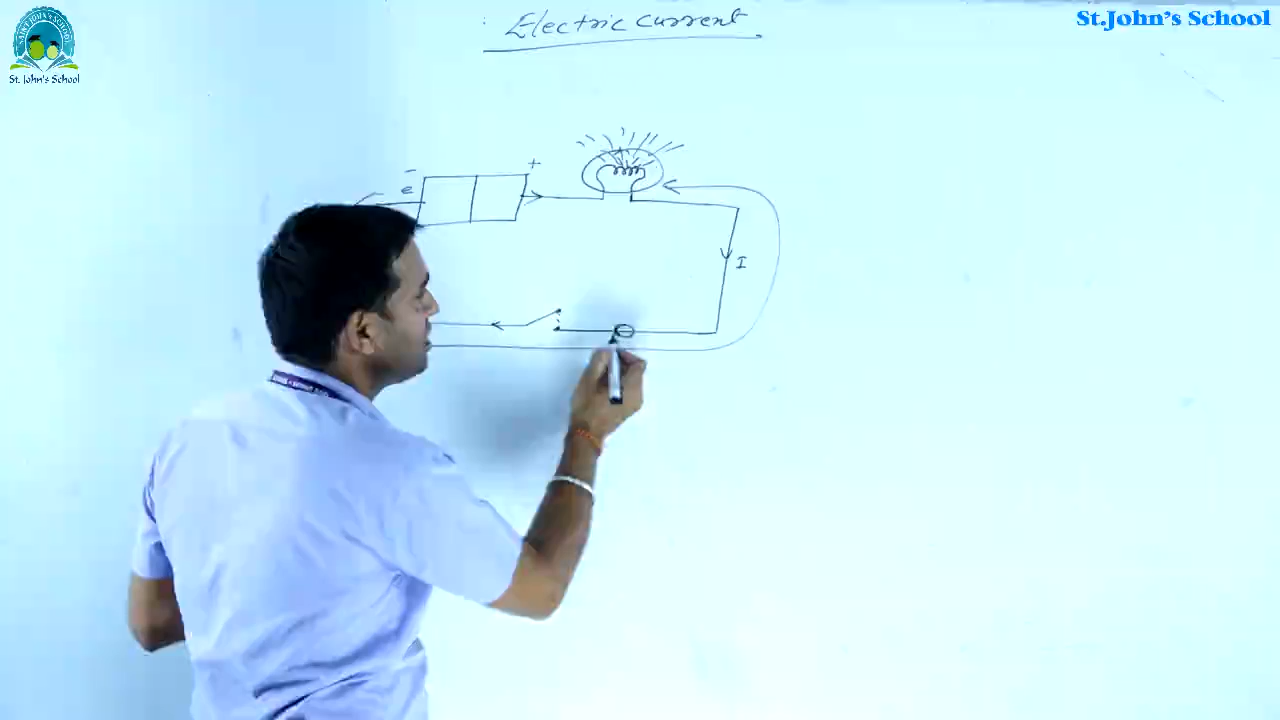 St. John's School
Electric current
St.John's School
- +
e
I